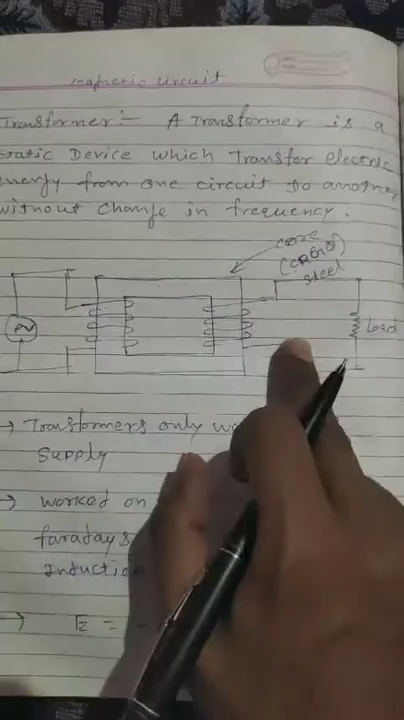 magnetic circuit
Transformer:- A Transformer is a
static Device which Transfer electric
energy from one circuit to another
without change in frequency.
core
(CRGO)
steel
Load
→ Transformers only w
supply
→ worked on
faraday's
Induction
→ E = -